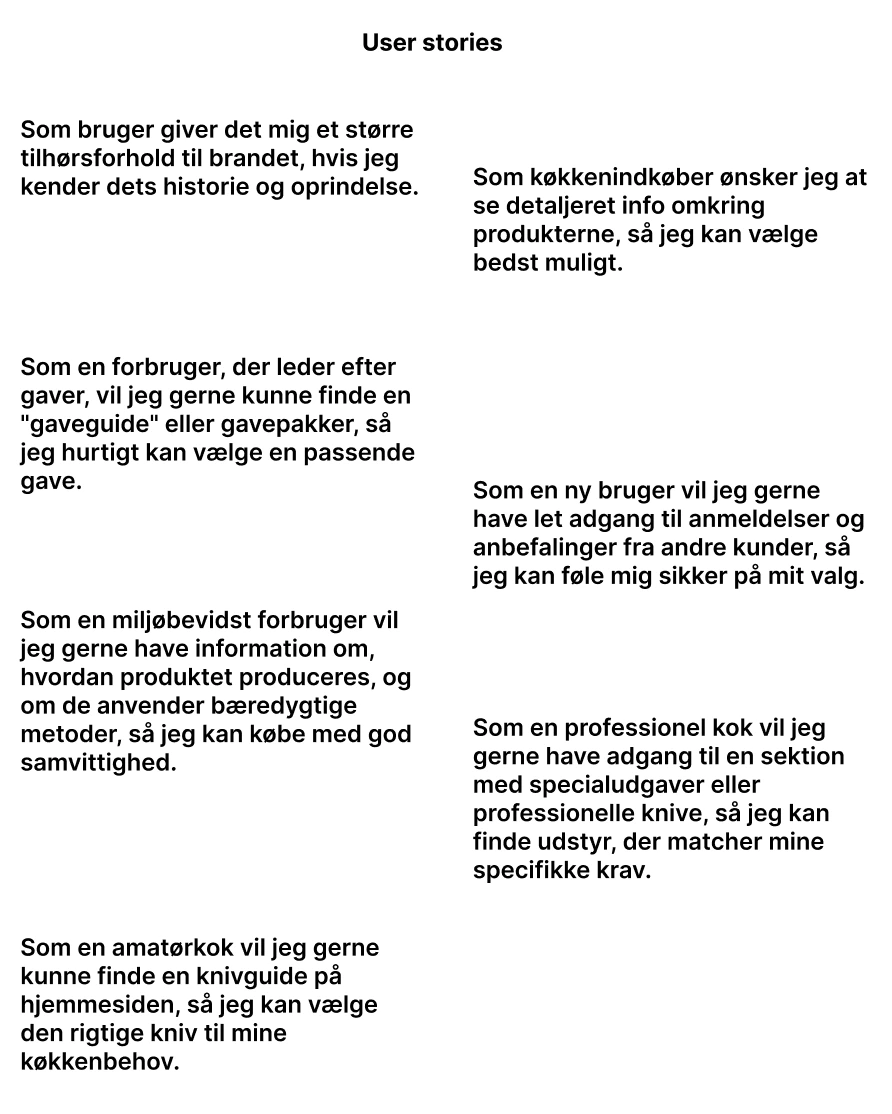 User stories
Som bruger giver det mig et større
tilhørsforhold til brandet, hvis jeg
kender dets historie og oprindelse.
Som køkkenindkøber ønsker jeg at
se detaljeret info omkring
produkterne, så jeg kan vælge
bedst muligt.
Som en forbruger, der leder efter
gaver, vil jeg gerne kunne finde en
"gaveguide" eller gavepakker, så
jeg hurtigt kan vælge en passende
gave.
Som en ny bruger vil jeg gerne
have let adgang til anmeldelser og
anbefalinger fra andre kunder, så
jeg kan føle mig sikker på mit valg.
Som en miljøbevidst forbruger vil
jeg gerne have information om,
hvordan produktet produceres, og
om de anvender bæredygtige
metoder, så jeg kan købe med god
samvittighed.
Som en professionel kok vil jeg
gerne have adgang til en sektion
med specialudgaver eller
professionelle knive, så jeg kan
finde udstyr, der matcher mine
specifikke krav.
Som en amatørkok vil jeg gerne
kunne finde en knivguide på
hjemmesiden, så jeg kan vælge
den rigtige kniv til mine
køkkenbehov.